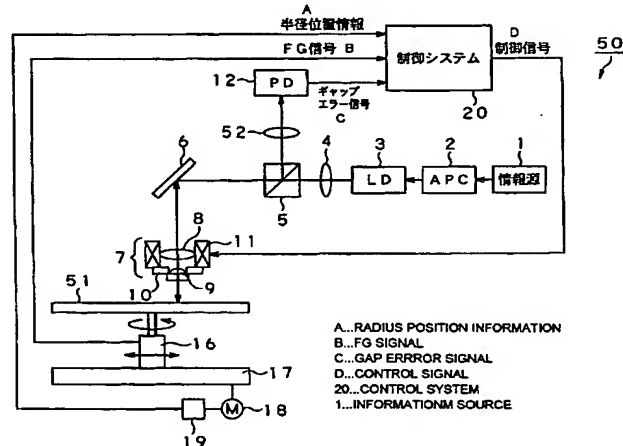 A
半径位置情報
FG信号 B
制御システム
20
D
制御信号
50
12
PD
ギャップ
エラー信号
C
52
6
4
3
2
1
LD
APC
情報源
5
8
7
11
10
9
51
16
17
M
18
19
A...RADIUS POSITION INFORMATION
B...FG SIGNAL
C...GAP ERRROR SIGNAL
D...CONTROL SIGNAL
20...CONTROL SYSTEM
1...INFORMATIONM SOURCE